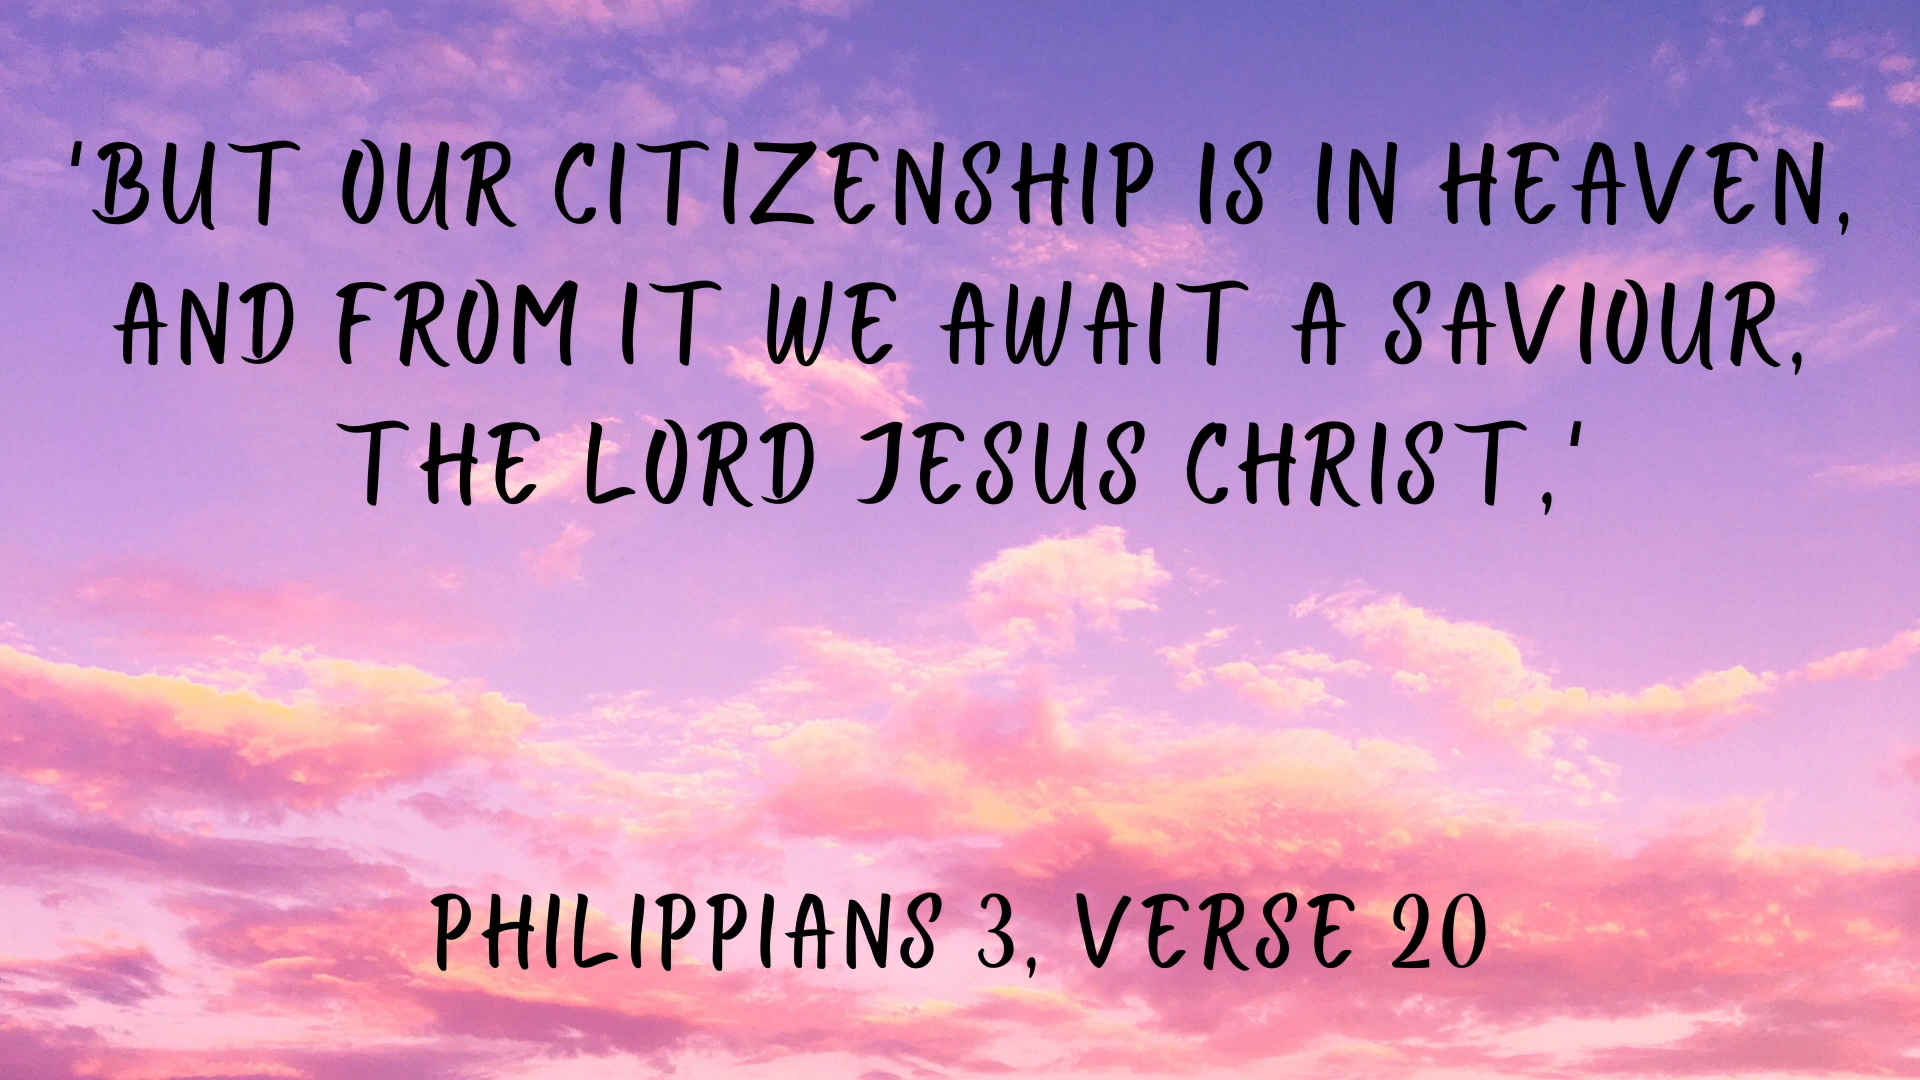 'BUT OUR CITIZENSHIP IS IN HEAVEN,
AND FROM IT WE AWAIT A SAVIOUR,
THE LORD JESUS CHRIST,'
PHILIPPIANS 3, VERSE 20